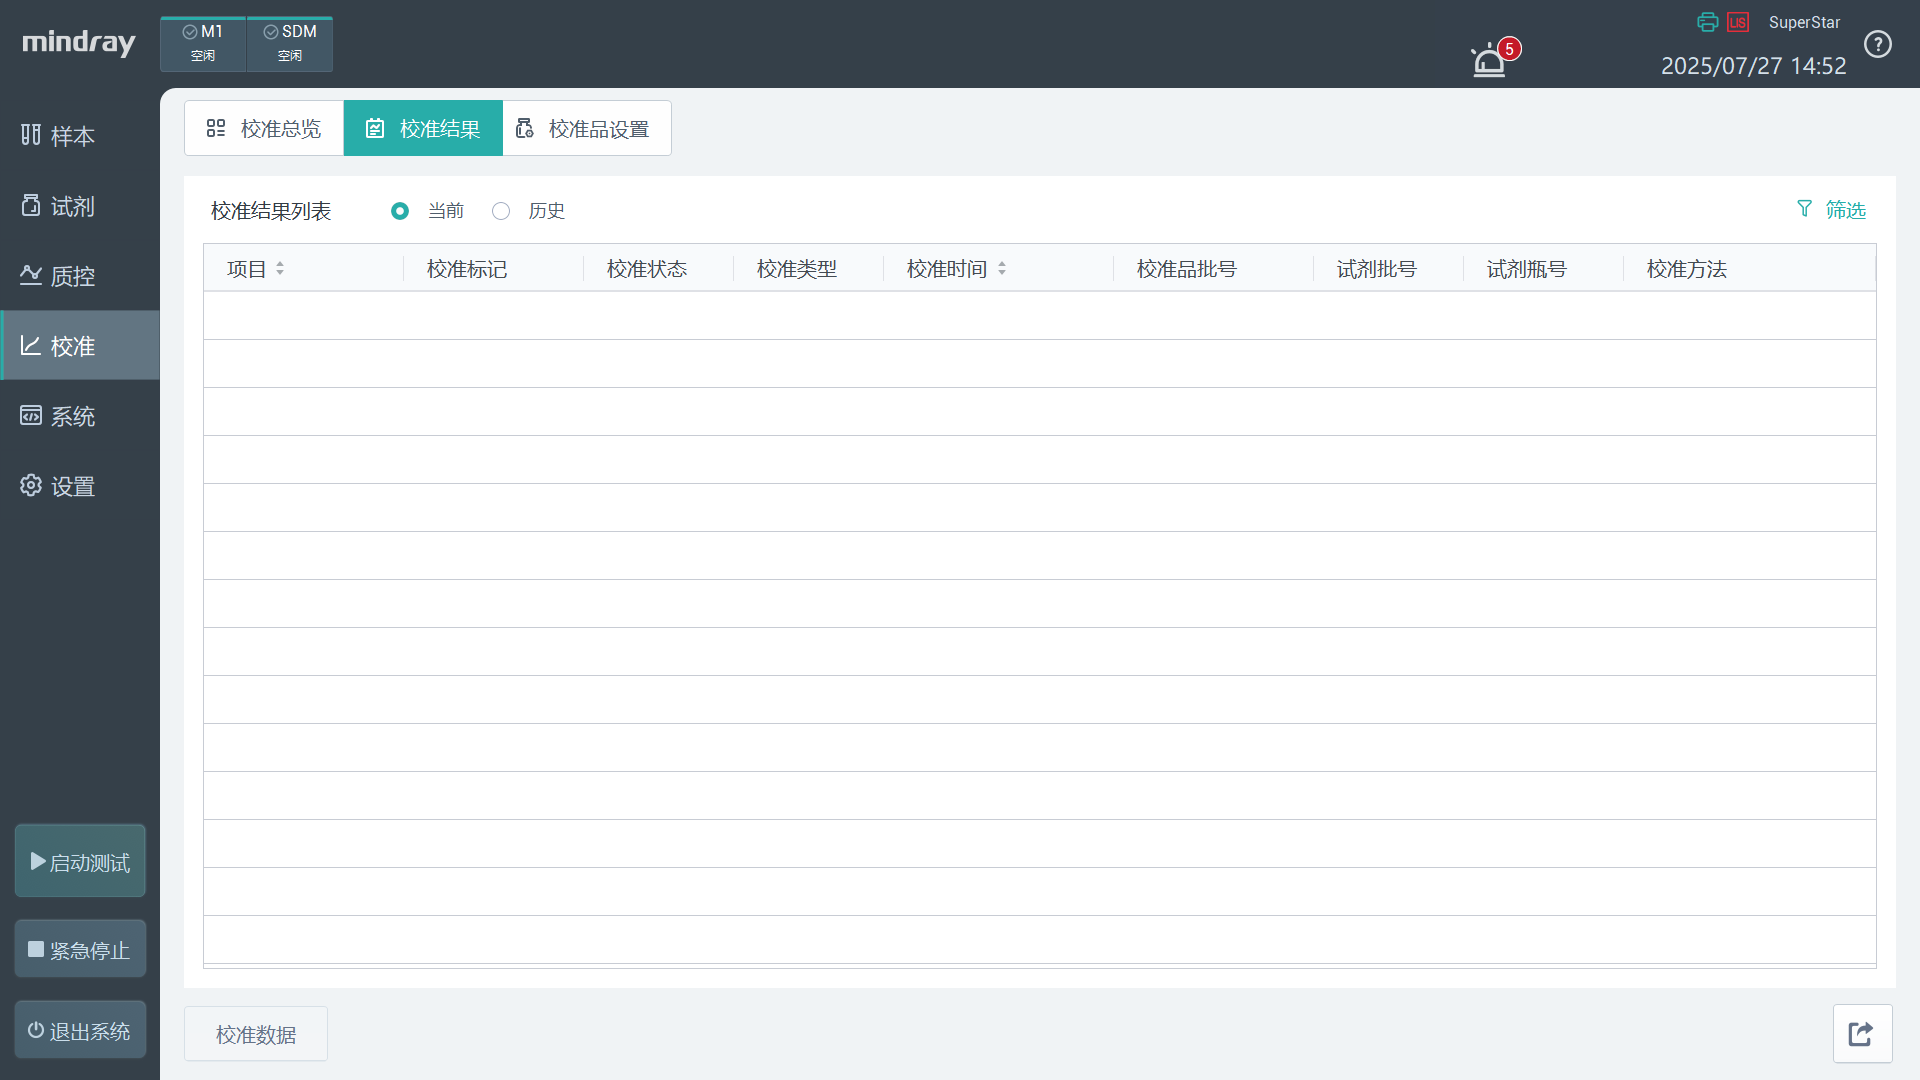 mindray
M1
空闲
SDM
空闲
5
LIS
SuperStar
2025/07/27 14:52
?
样本
试剂
质控
校准
系统
设置
启动测试
紧急停止
退出系统
校准总览
校准结果
校准品设置
校准结果列表
当前
历史
筛选
项目
校准标记
校准状态
校准类型
校准时间
校准品批号
试剂批号
试剂瓶号
校准方法
校准数据